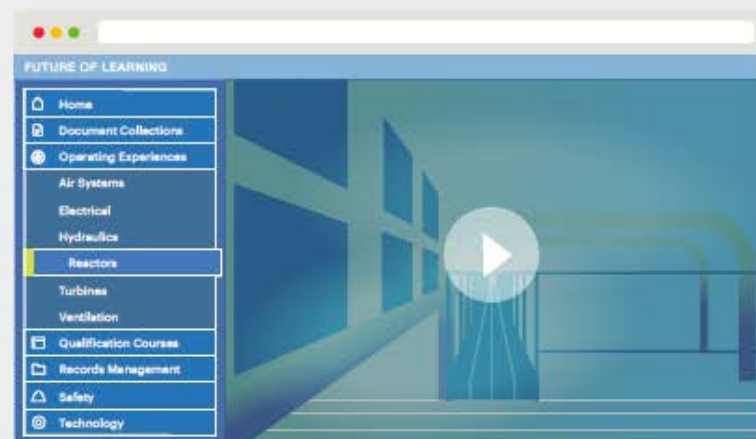 FUTURE OF LEARNING
Home
Document Collections
Operating Experiences
Air Systems
Electrical
Hydraulics
Reactors
Turbines
Ventilation
Qualification Courses
Records Management
Safety
Technology